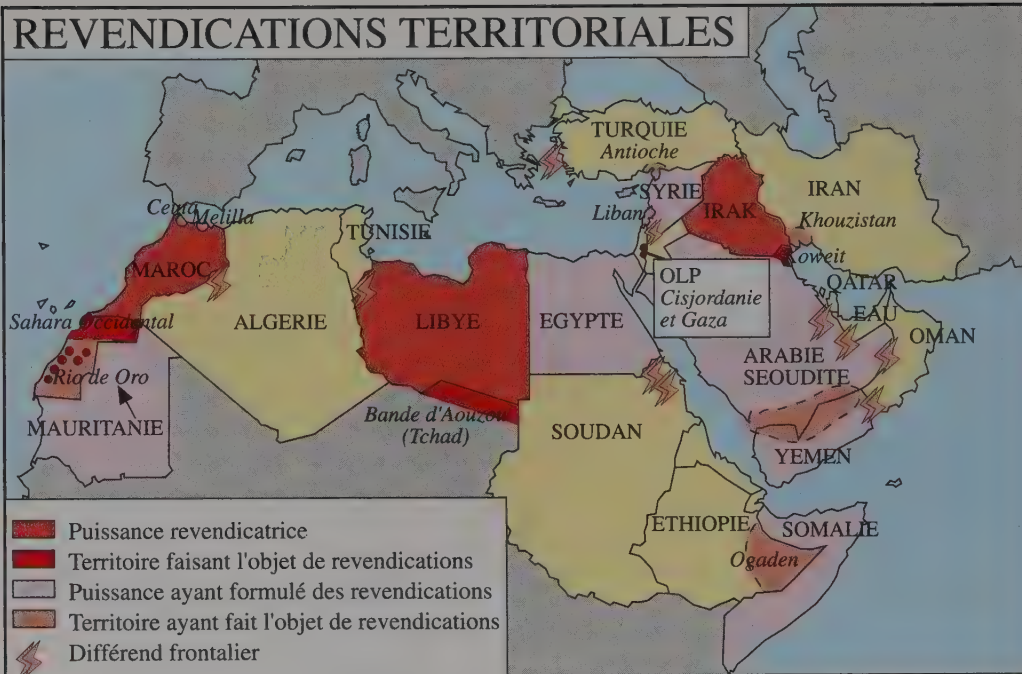 REVENDICATIONS TERRITORIALES
TURQUIE
Antioche
SYRIE
IRAN
Liban
IRAK
Khouzistan
Ceuta
Melilla
TUNISIE
Koweit
MAROC
OLP
Cisjordanie
et Gaza
QATAR
EAU
Sahara Occidental
ALGERIE
LIBYE
EGYPTE
OMAN
ARABIE
SEOUDITE
Rio de Oro
Bande d'Aouzou
(Tchad)
MAURITANIE
SOUDAN
YEMEN
ETHIOPIE
SOMALIE
Ogaden
Puissance revendicatrice
Territoire faisant l'objet de revendications
Puissance ayant formulé des revendications
Territoire ayant fait l'objet de revendications
Différend frontalier